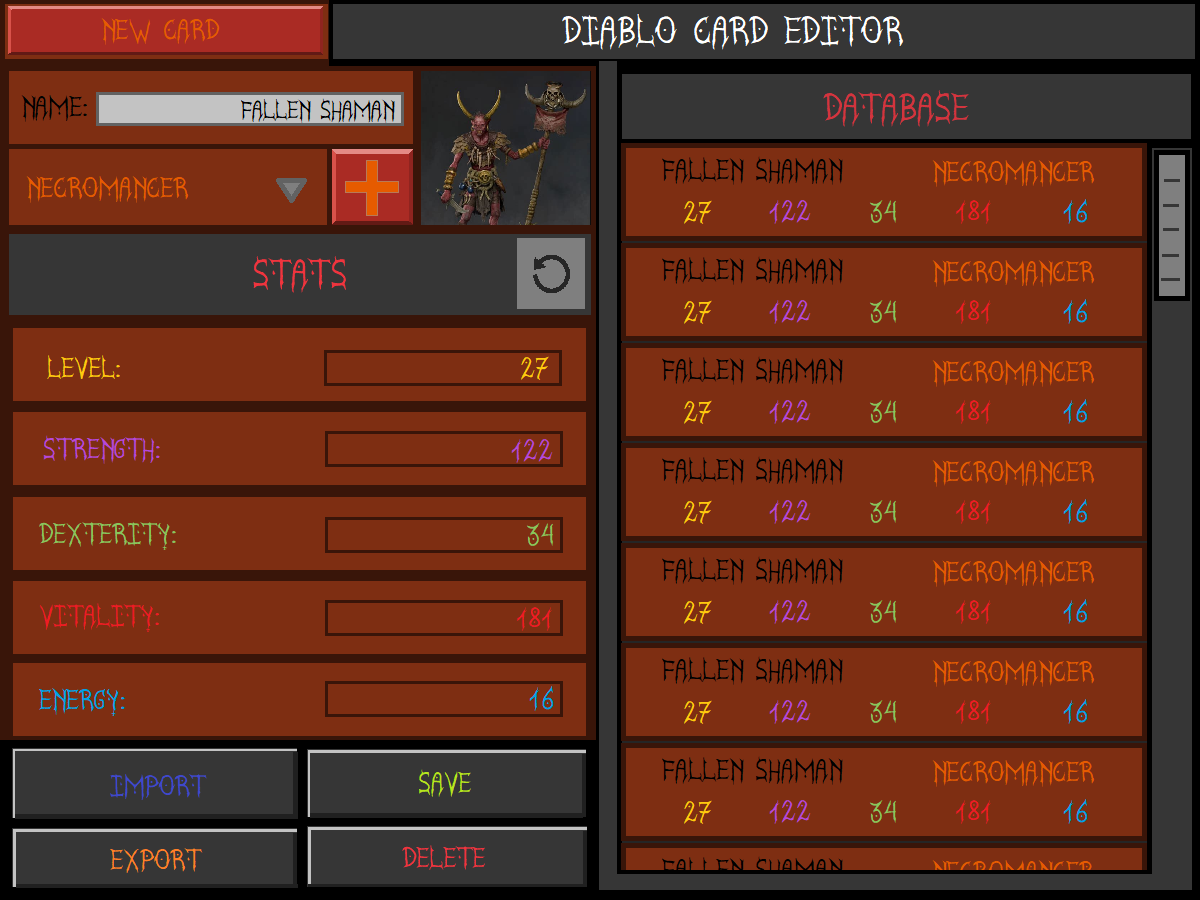 NEW CARD
DIABLO CARD EDITOR
NAME: FALLEN SHAMAN
NECROMANCER
STATS
LEVEL: 27
STRENGTH: 122
DEXTERITY: 34
VITALITY: 181
ENERGY: 16
IMPORT
SAVE
EXPORT
DELETE
DATABASE
FALLEN SHAMAN NECROMANCER
27 122 34 181 16
FALLEN SHAMAN NECROMANCER
27 122 34 181 16
FALLEN SHAMAN NECROMANCER
27 122 34 181 16
FALLEN SHAMAN NECROMANCER
27 122 34 181 16
FALLEN SHAMAN NECROMANCER
27 122 34 181 16
FALLEN SHAMAN NECROMANCER
27 122 34 181 16
FALLEN SHAMAN NECROMANCER
27 122 34 181 16
FALLEN SHAMAN NECROMANCER